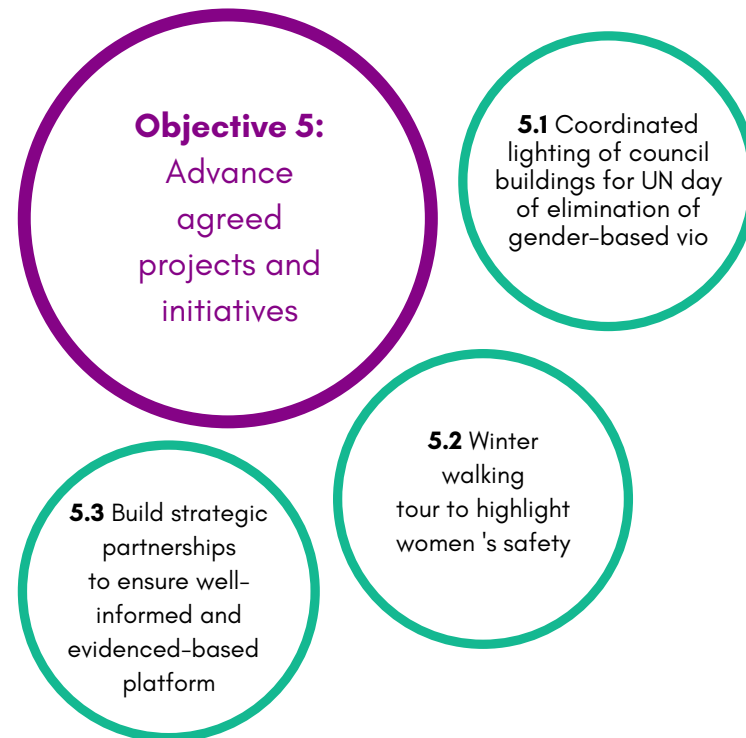 Objective 5:
Advance
agreed
projects and
initiatives
5.1 Coordinated
lighting of council
buildings for UN day
of elimination of
gender-based vio
5.2 Winter
walking
tour to highlight
women 's safety
5.3 Build strategic
partnerships
to ensure well-
informed and
evidenced-based
platform